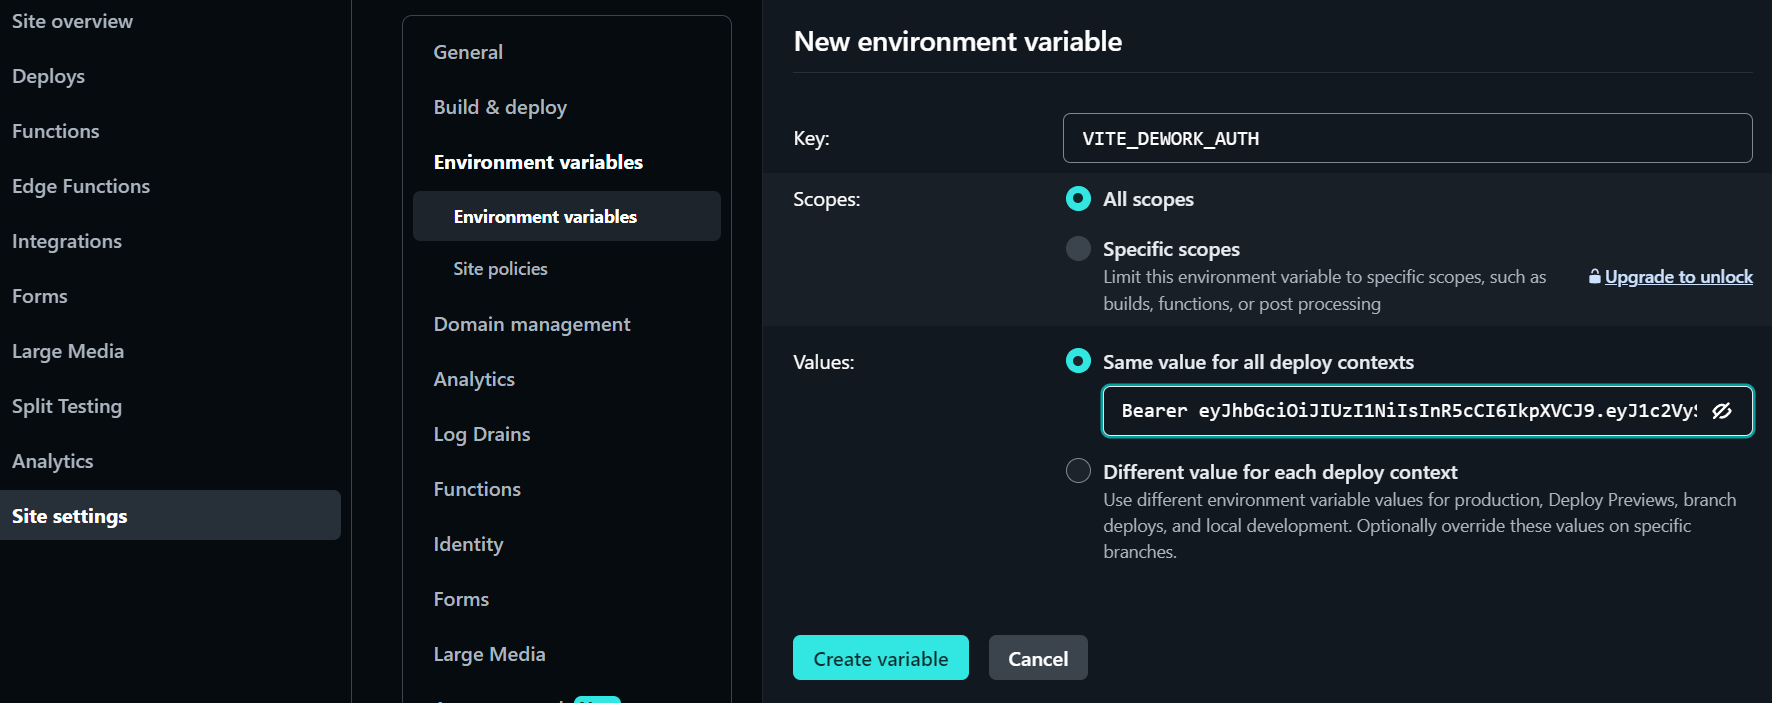 Site overview
Deploys
Functions
Edge Functions
Integrations
Forms
Large Media
Split Testing
Analytics
Site settings
General
Build & deploy
Environment variables
Environment variables
Site policies
Domain management
Analytics
Log Drains
Functions
Identity
Forms
Large Media
New environment variable
Key:
VITE_DEWORK_AUTH
Scopes:
All scopes
Specific scopes
Limit this environment variable to specific scopes, such as
builds, functions, or post processing
Upgrade to unlock
Values:
Same value for all deploy contexts
Bearer eyJhbGciOiJIUzI1NiIsInR5cCI6IkpXVCJ9.eyJ1c2Vy
Different value for each deploy context
Use different environment variable values for production, Deploy Previews, branch
deploys, and local development. Optionally override these values on specific
branches.
Create variable
Cancel